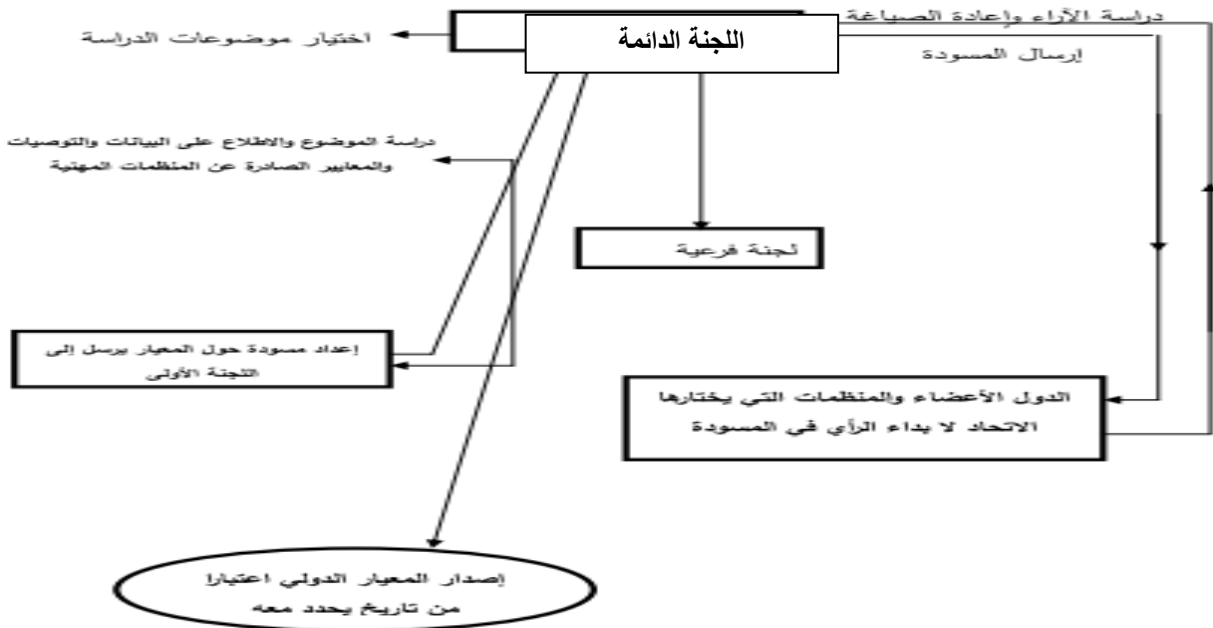 دراسة الآراء وإعادة الصياغة
اللجنة الدائمة
اختيار موضوعات الدراسة
إرسال المسودة
دراسة الموضوع والاطلاع على البيانات والتوصيات
والمعايير الصادرة عن المنظمات المهنية
لجنة فرعية
إعداد مسودة حول المعيار يرسل إلى
اللجنة الأولى
الدول الأعضاء والمنظمات التي يختارها
الاتحاد لا بداء الرأي في المسودة
إصدار المعيار الدولي اعتبارا
من تاريخ يحدد معه